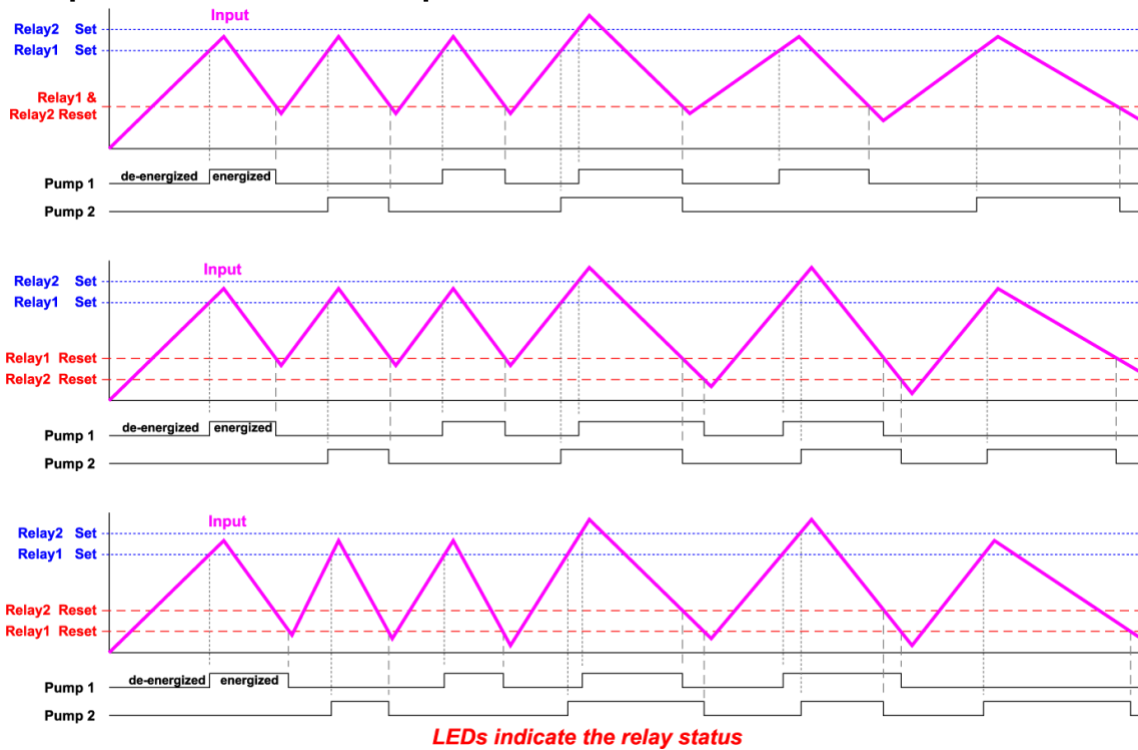 Input
Relay2 Set
Relay1 Set
Relay1 &
Relay2 Reset
de-energized energized
Pump 1
Pump 2
Input
Relay2 Set
Relay1 Set
Relay1 Reset
Relay2 Reset
de-energized energized
Pump 1
Pump 2
Input
Relay2 Set
Relay1 Set
Relay2 Reset
Relay1 Reset
de-energized energized
Pump 1
Pump 2
LEDs indicate the relay status